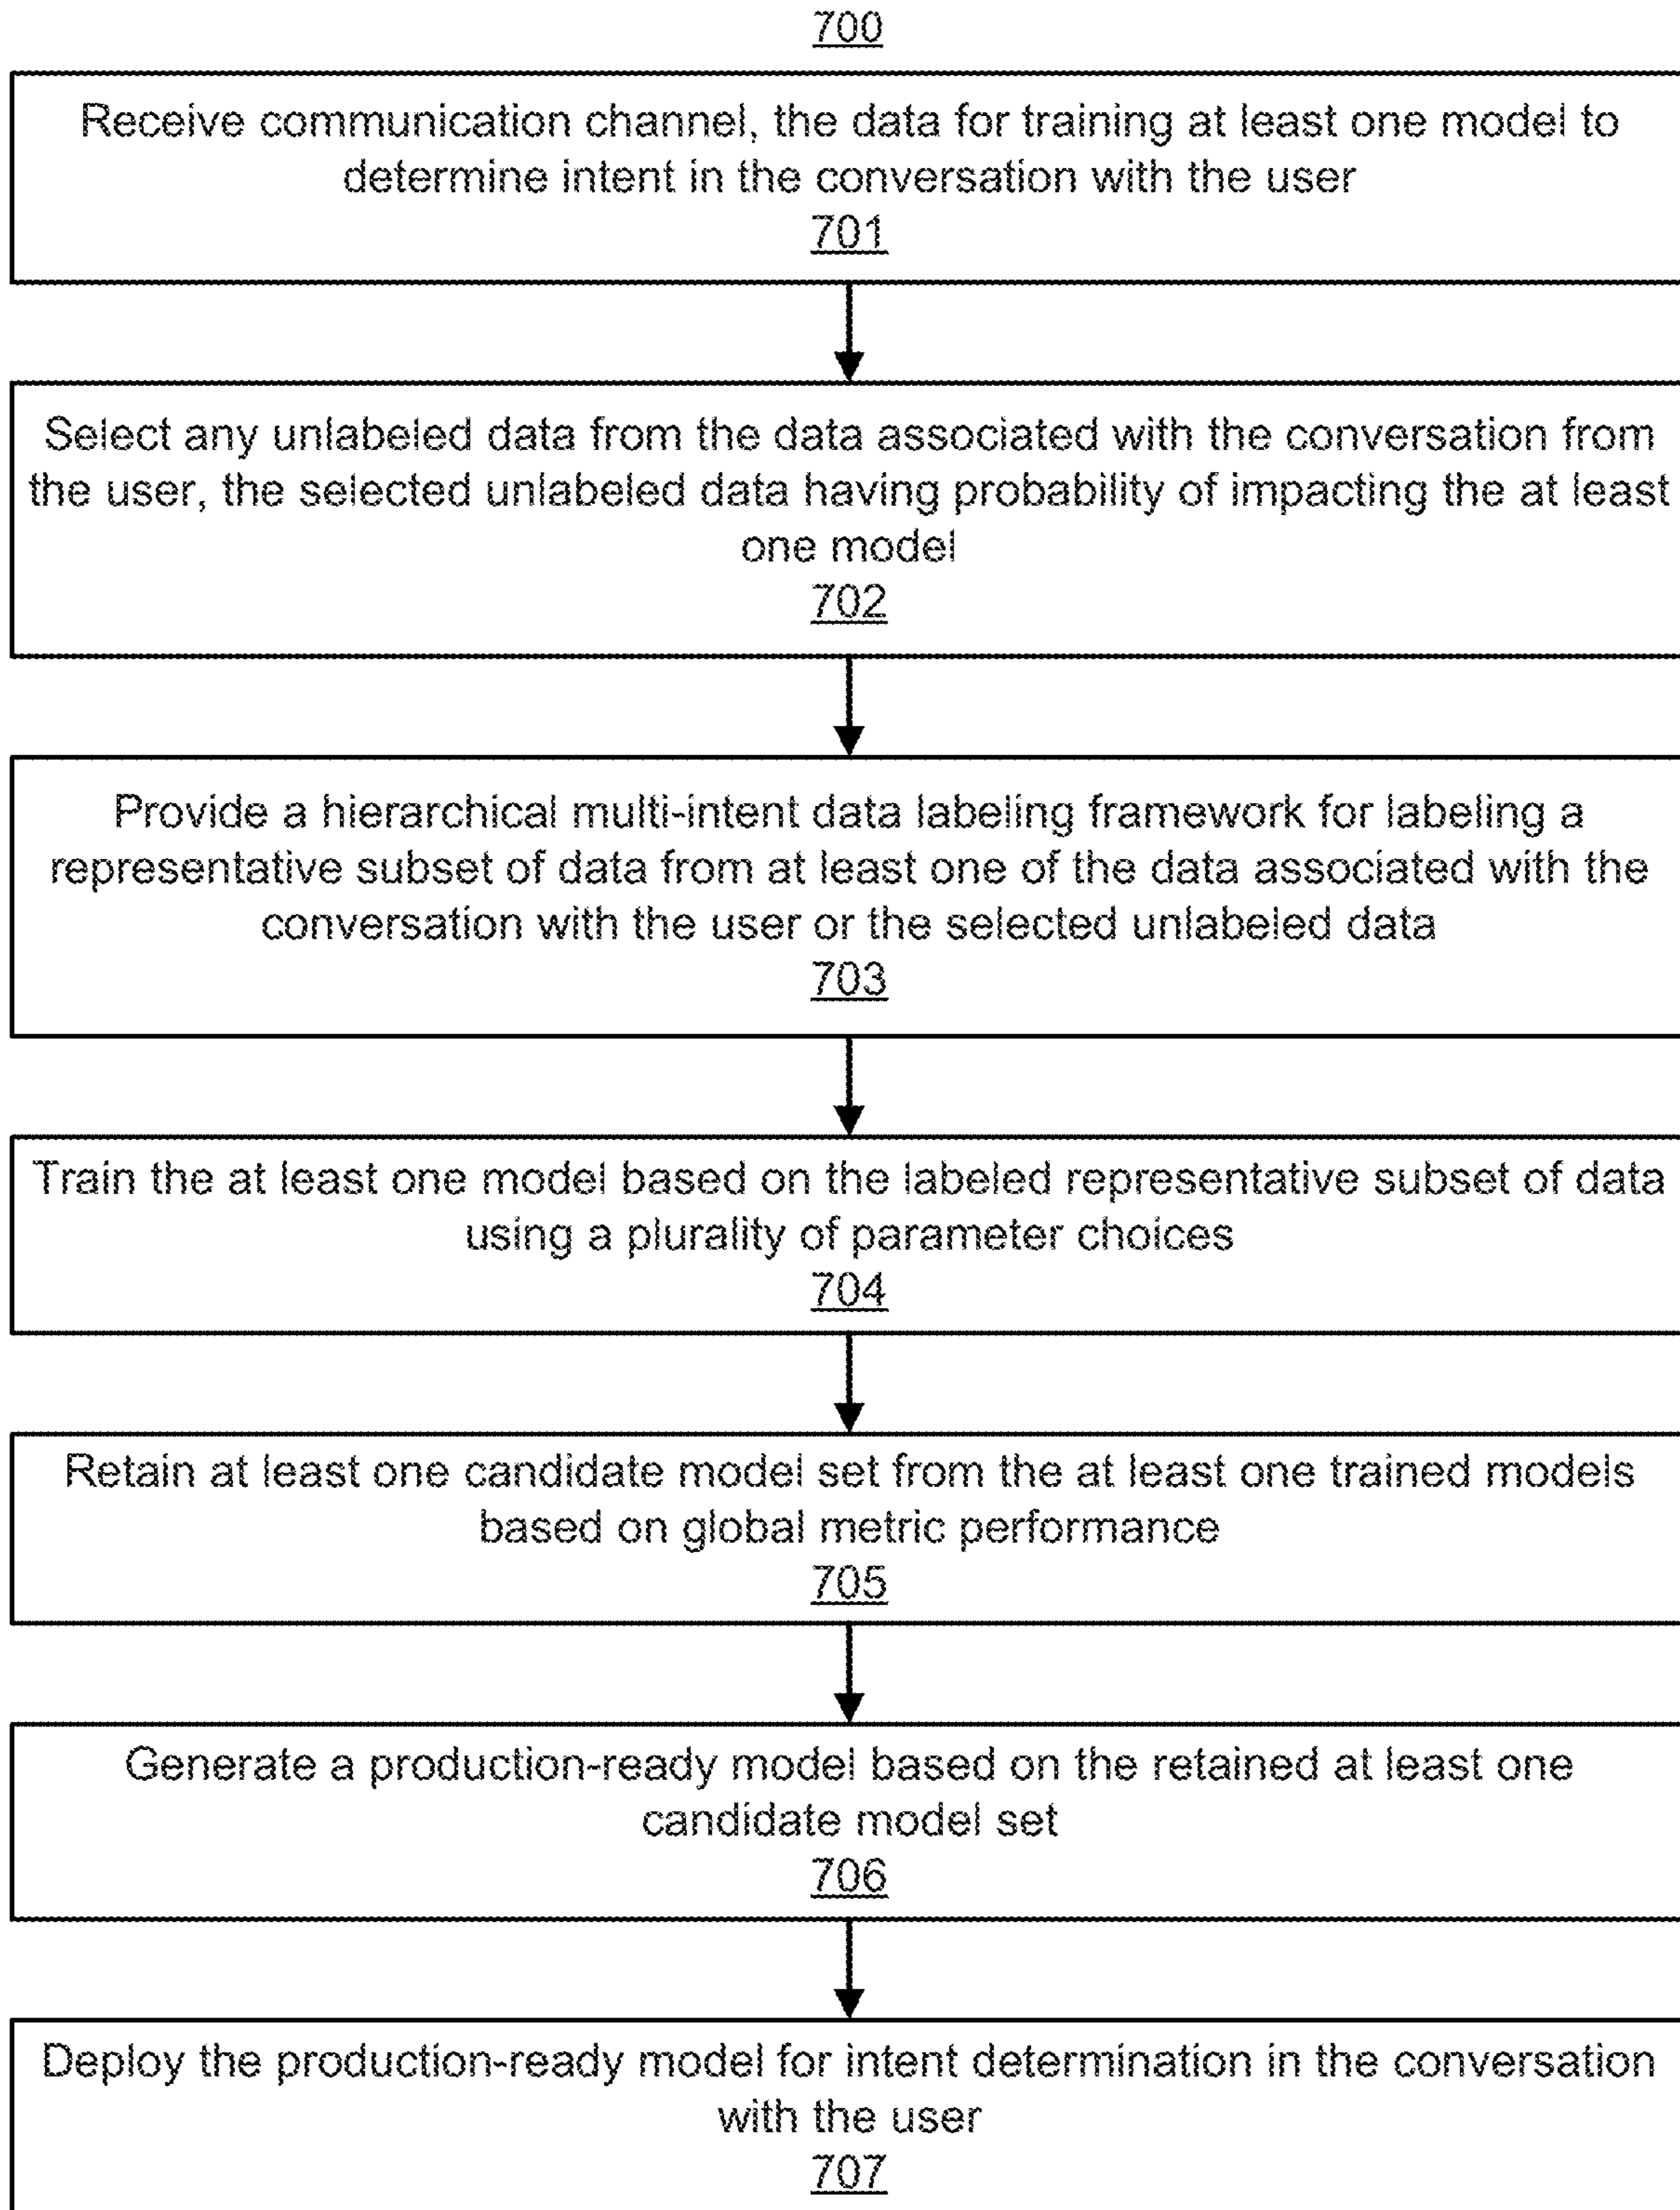 700
Receive communication channel, the data for training at least one model to
determine intent in the conversation with the user
701
Select any unlabeled data from the data associated with the conversation from
the user, the selected unlabeled data having probability of impacting the at least
one model
702
Provide a hierarchical multi-intent data labeling framework for labeling a
representative subset of data from at least one of the data associated with the
conversation with the user or the selected unlabeled data
703
Train the at least one model based on the labeled representative subset of data
using a plurality of parameter choices
704
Retain at least one candidate model set from the at least one trained models
based on global metric performance
705
Generate a production-ready model based on the retained at least one
candidate model set
706
Deploy the production-ready model for intent determination in the conversation
with the user
707